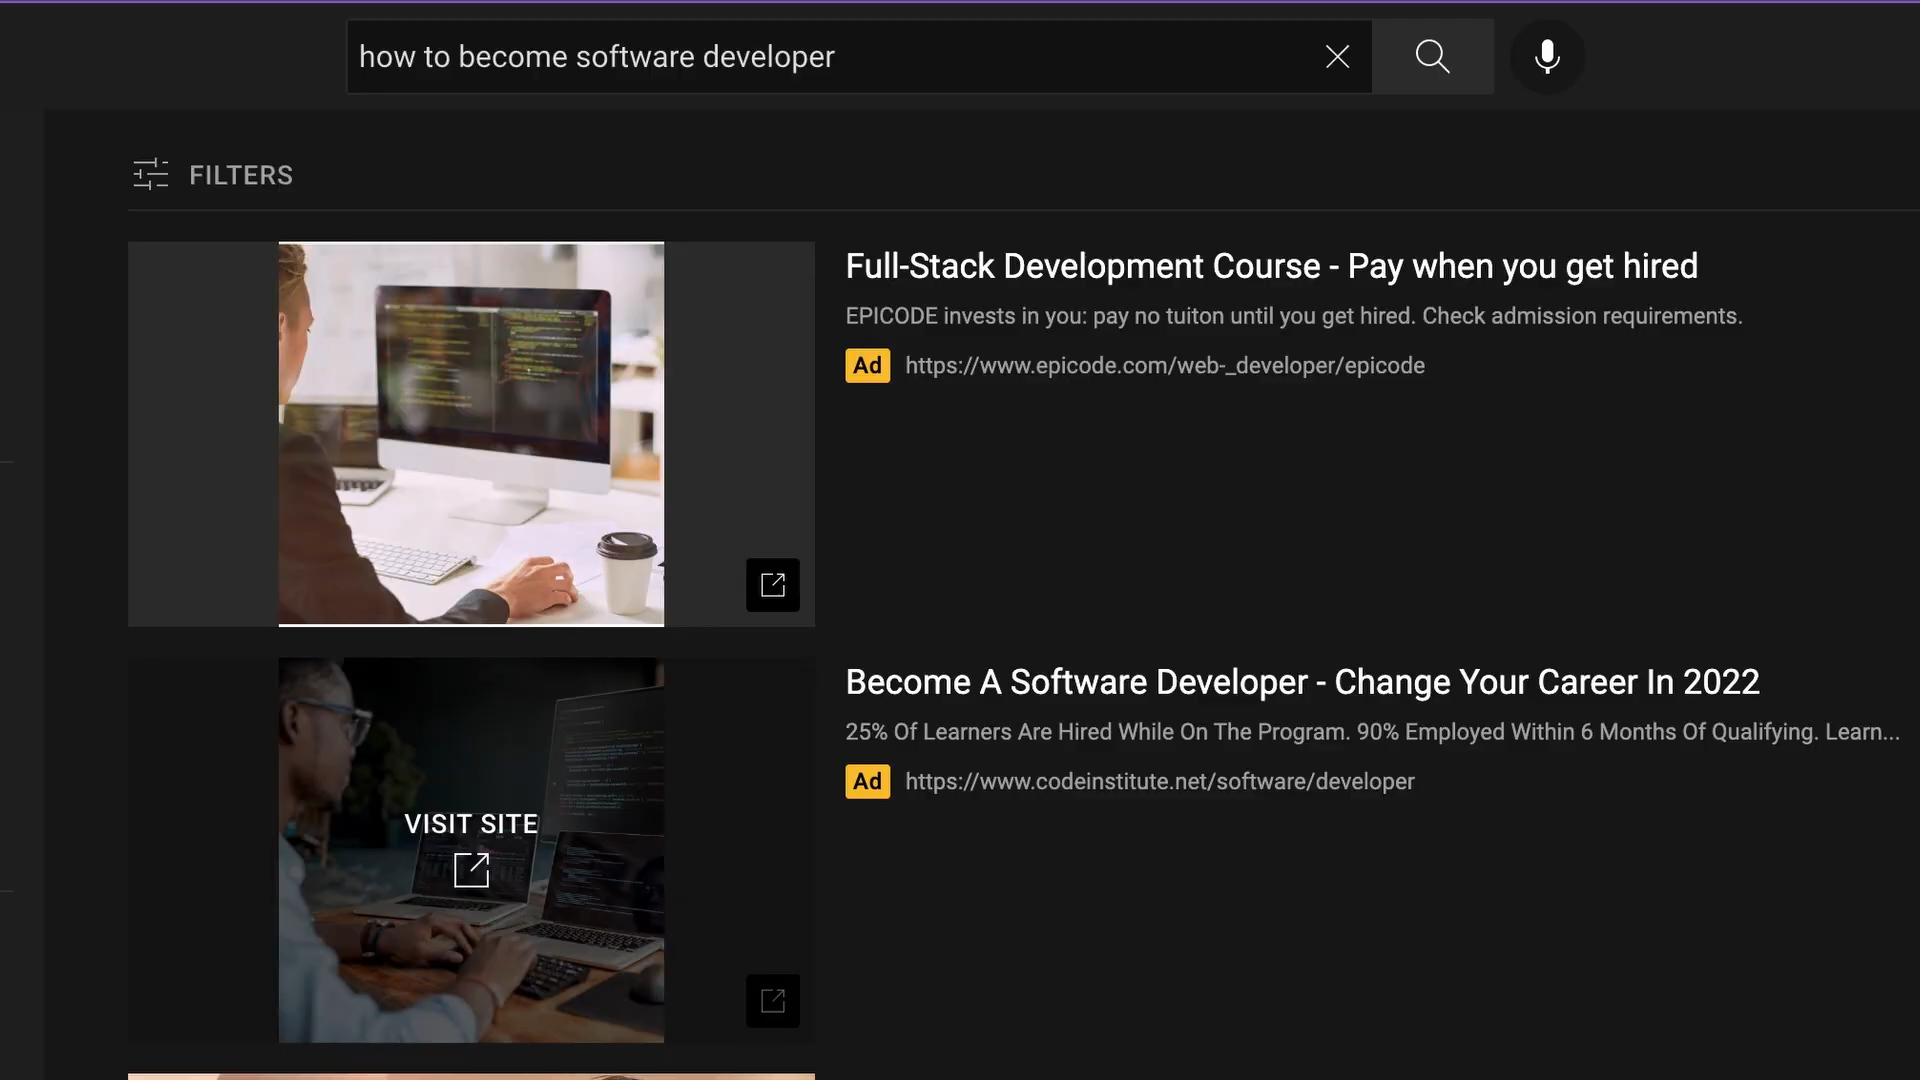 how to become software developer
FILTERS
Full-Stack Development Course - Pay when you get hired
EPICODE invests in you: pay no tuiton until you get hired. Check admission requirements.
Ad https://www.epicode.com/web-_developer/epicode
Become A Software Developer - Change Your Career In 2022
25% Of Learners Are Hired While On The Program. 90% Employed Within 6 Months Of Qualifying. Learn...
Ad https://www.codeinstitute.net/software/developer
VISIT SITE